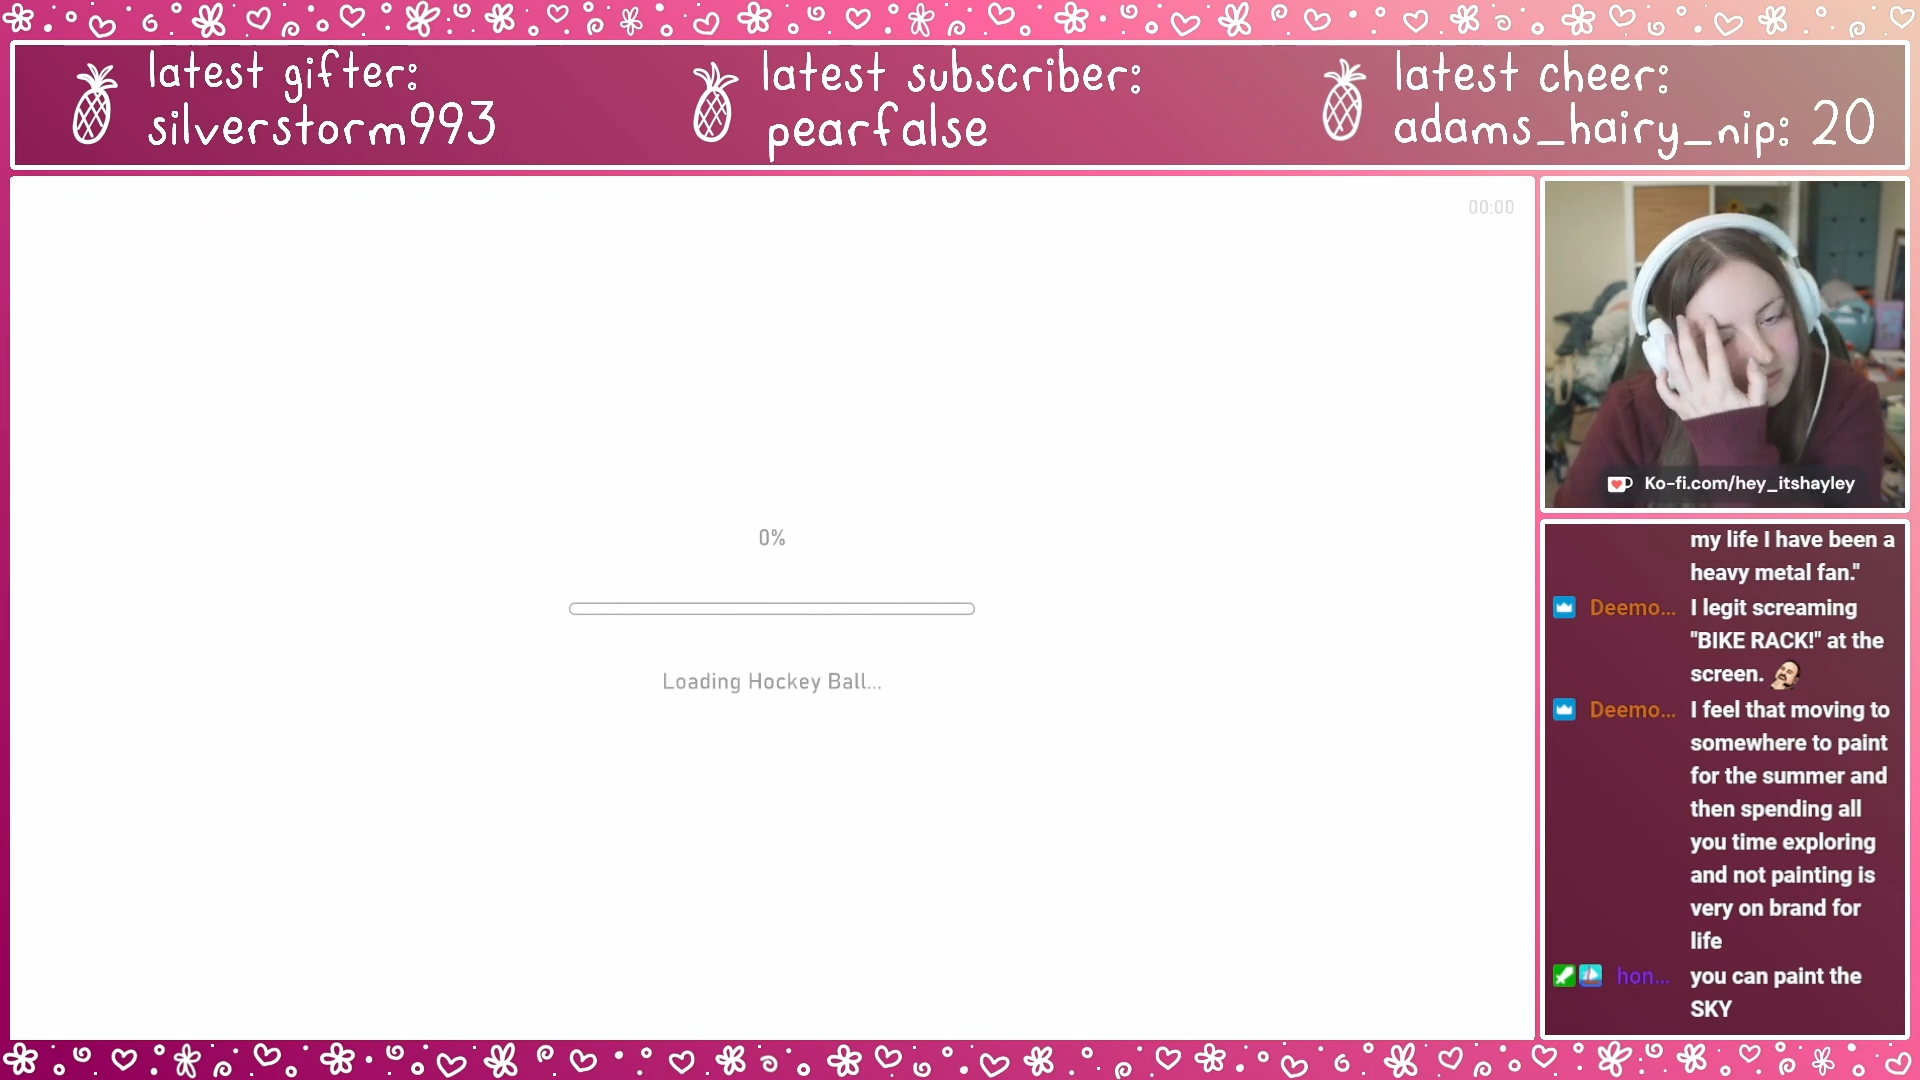 latest gifter:
silverstorm993
latest subscriber:
pearfalse
latest cheer:
adams_hairy_nip: 20
00:00
0%
Loading Hockey Ball...
Ko-fi.com/hey_itshayley
my life I have been a
heavy metal fan."
Deemo... I legit screaming
"BIKE RACK!" at the
screen.
Deemo... I feel that moving to
somewhere to paint
for the summer and
then spending all
you time exploring
and not painting is
very on brand for
life
hon... you can paint the
SKY